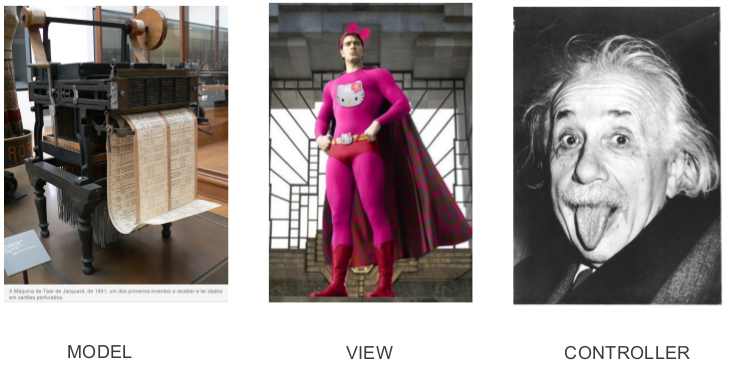 A Máquina de Tear de Jacquard, de 1801, um dos primeiros inventos a receber e ler dados
em cartões perfurados.
MODEL
VIEW
CONTROLLER